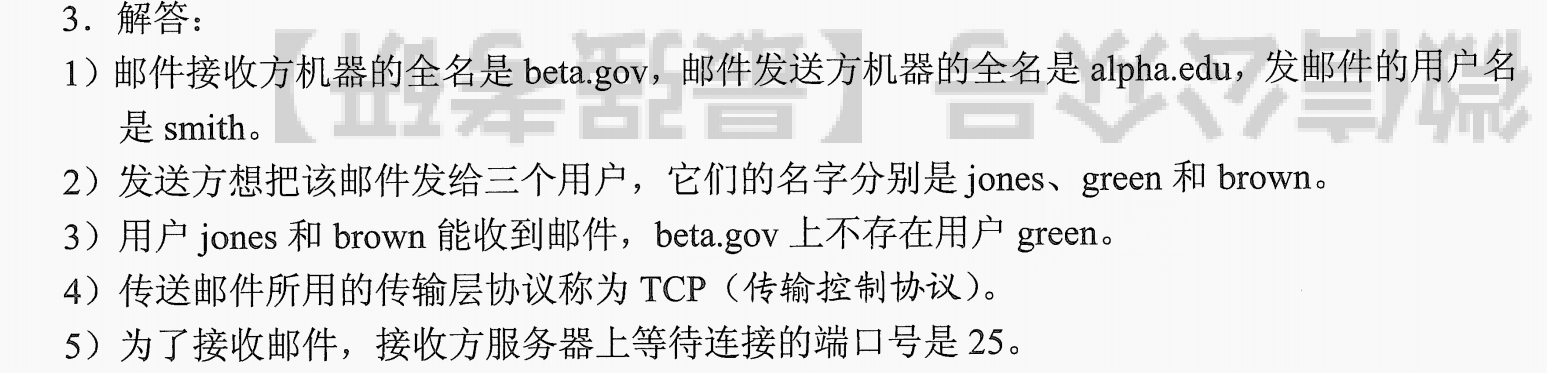 3．解答：
1）邮件接收方机器的全名是 beta.gov，邮件发送方机器的全名是 alpha.edu，发邮件的用户名
是 smith。
2）发送方想把该邮件发给三个用户，它们的名字分别是 jones、green 和 brown。
3）用户 jones 和 brown 能收到邮件，beta.gov 上不存在用户 green。
4）传送邮件所用的传输层协议称为 TCP（传输控制协议）。
5）为了接收邮件，接收方服务器上等待连接的端口号是 25。